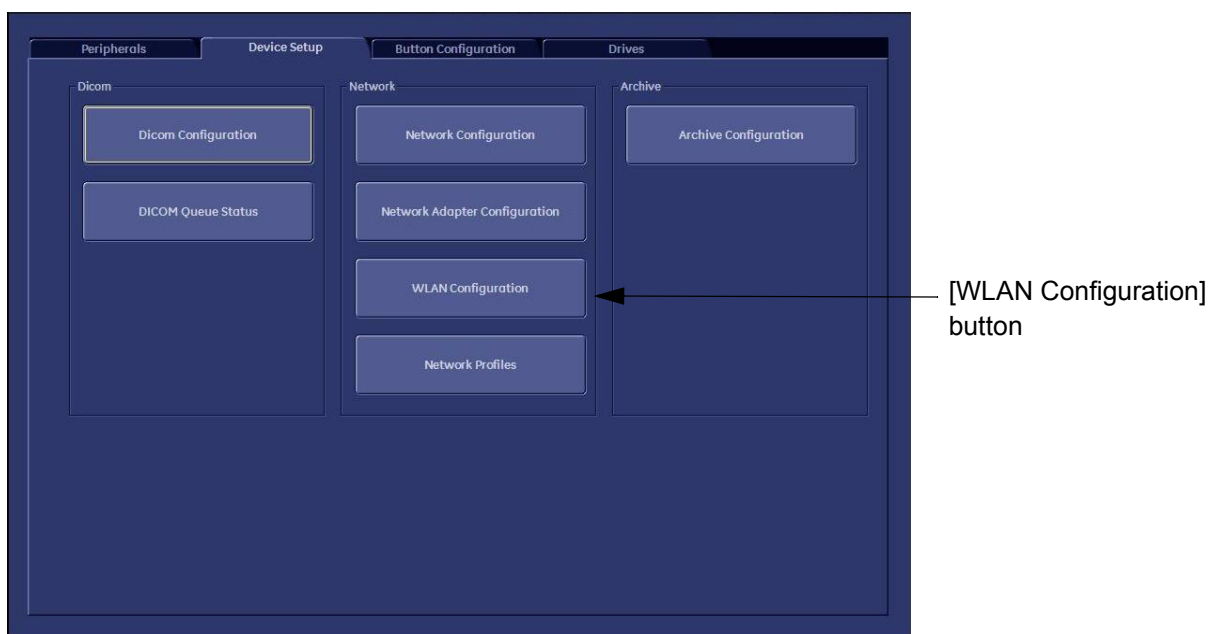 Peripherals
Device Setup
Button Configuration
Drives
Dicom
Network
Archive
Dicom Configuration
Network Configuration
Archive Configuration
DICOM Queue Status
Network Adapter Configuration
WLAN Configuration
Network Profiles
[WLAN Configuration]
button